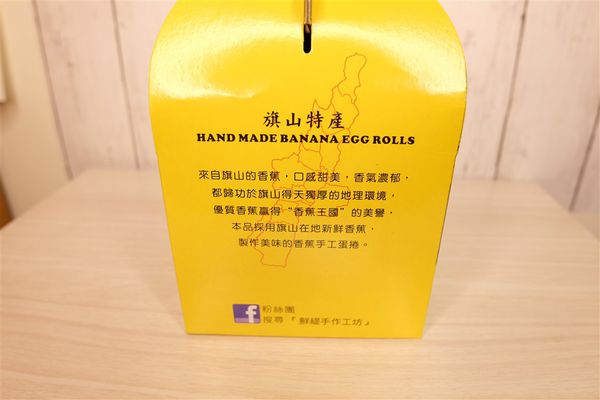 旗山特產
HAND MADE BANANA EGG ROLLS
來自旗山的香蕉，口感甜美，香氣濃郁，
都歸功於旗山得天獨厚的地理環境，
優質香蕉贏得“香蕉王國”的美譽，
本品採用旗山在地新鮮香蕉，
製作美味的香蕉手工蛋捲。
f 粉絲團
搜尋『鮮緹手作工坊』